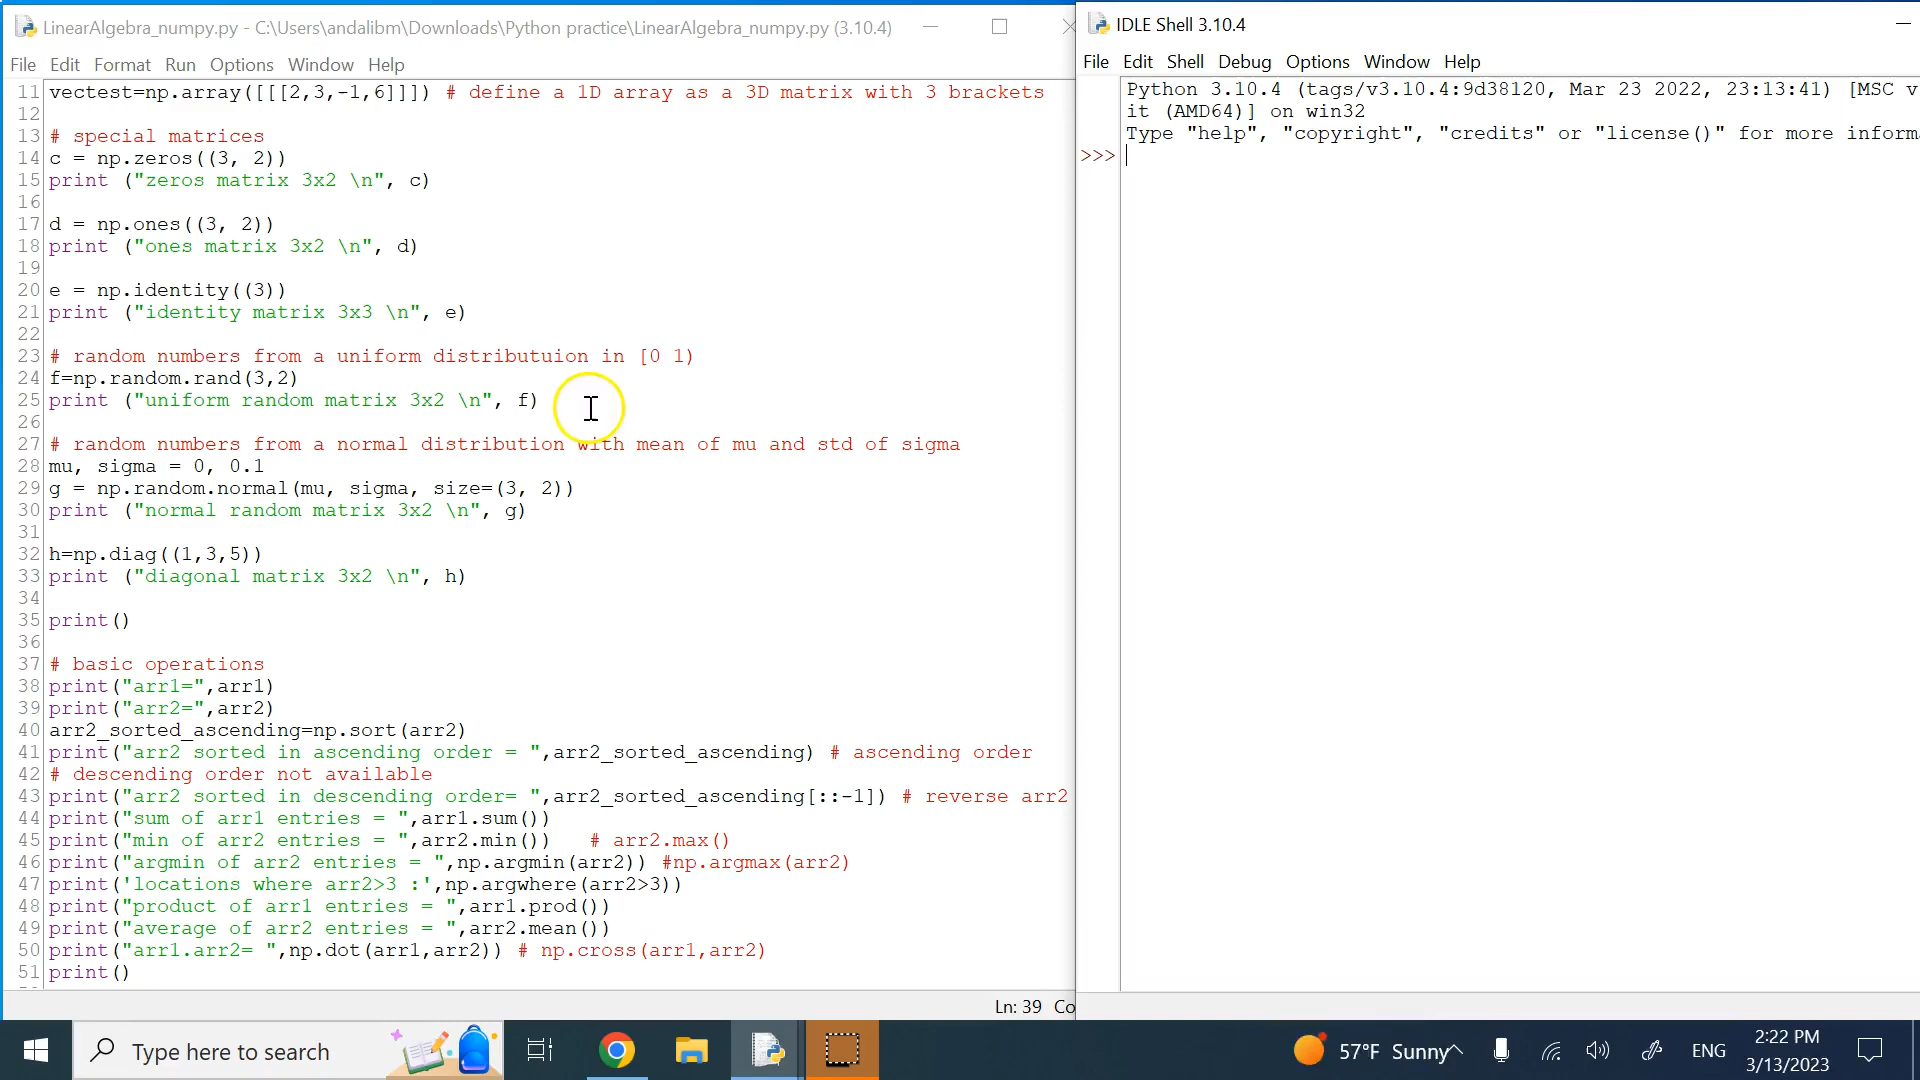 LinearAlgebra_numpy.py - C:\Users\andalibm\Downloads\Python practice\LinearAlgebra_numpy.py (3.10.4)
File Edit Format Run Options Window Help
11 vectest=np.array([[[2,3,-1,6]]]) # define a 1D array as a 3D matrix with 3 brackets
12
13 # special matrices
14 c = np.zeros((3, 2))
15 print ("zeros matrix 3x2 \n", c)
16
17 d = np.ones((3, 2))
18 print ("ones matrix 3x2 \n", d)
19
20 e = np.identity((3))
21 print ("identity matrix 3x3 \n", e)
22
23 # random numbers from a uniform distributuion in [0 1)
24 f=np.random.rand(3,2)
25 print ("uniform random matrix 3x2 \n", f)
26
27 # random numbers from a normal distribution with mean of mu and std of sigma
28 mu, sigma = 0, 0.1
29 g = np.random.normal(mu, sigma, size=(3, 2))
30 print ("normal random matrix 3x2 \n", g)
31
32 h=np.diag((1,3,5))
33 print ("diagonal matrix 3x2 \n", h)
34
35 print()
36
37 # basic operations
38 print("arr1=",arr1)
39 print("arr2=",arr2)
40 arr2_sorted_ascending=np.sort(arr2)
41 print("arr2 sorted in ascending order = ",arr2_sorted_ascending) # ascending order
42 # descending order not available
43 print("arr2 sorted in descending order= ",arr2_sorted_ascending[::-1]) # reverse arr2
44 print("sum of arr1 entries = ",arr1.sum())
45 print("min of arr2 entries = ",arr2.min()) # arr2.max()
46 print("argmin of arr2 entries = ",np.argmin(arr2)) #np.argmax(arr2)
47 print('locations where arr2>3 :',np.argwhere(arr2>3))
48 print("product of arr1 entries = ",arr1.prod())
49 print("average of arr2 entries = ",arr2.mean())
50 print("arr1.arr2= ",np.dot(arr1,arr2)) # np.cross(arr1,arr2)
51 print()
Ln: 39 Co
IDLE Shell 3.10.4
File Edit Shell Debug Options Window Help
Python 3.10.4 (tags/v3.10.4:9d38120, Mar 23 2022, 23:13:41) [MSC v
it (AMD64)] on win32
Type "help", "copyright", "credits" or "license()" for more inform
>>>
Type here to search
57°F Sunny
ENG
2:22 PM
3/13/2023